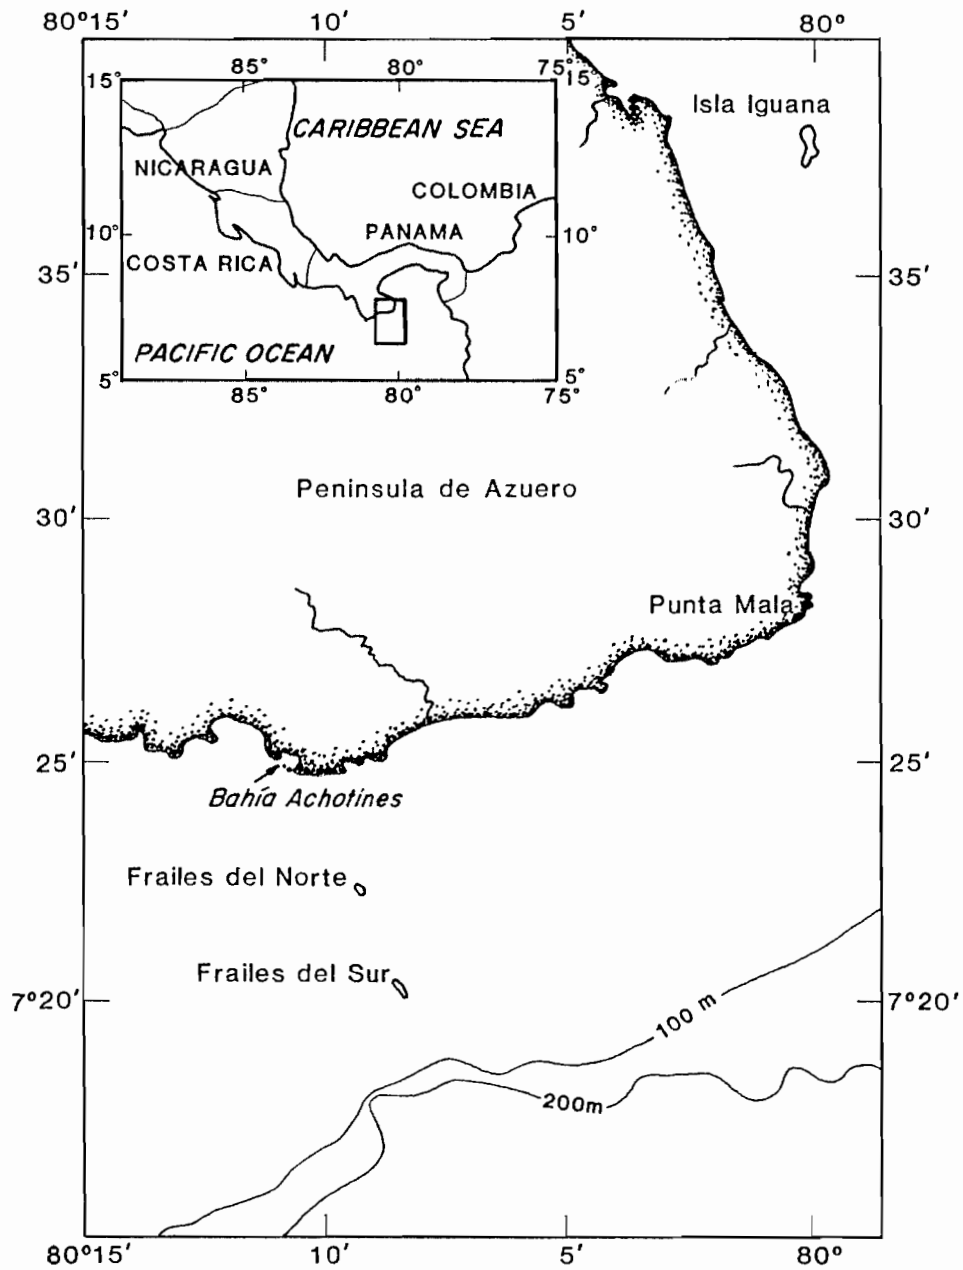 80°15′ 10′ 5′ 80°
85° 80° 75°
15° 15
CARIBBEAN SEA
Isla Iguana
NICARAGUA
COLOMBIA
PANAMA
10° 10°
COSTA RICA
35′ 35′
PACIFIC OCEAN
5° 5°
85° 80° 75°
Peninsula de Azuero
30′ 30′
Punta Mala
25′ 25′
Bahía Achotines
Frailes del Norte
Frailes del Sur
7°20′ 7°20′
100 m
200m
80°15′ 10′ 5′ 80°